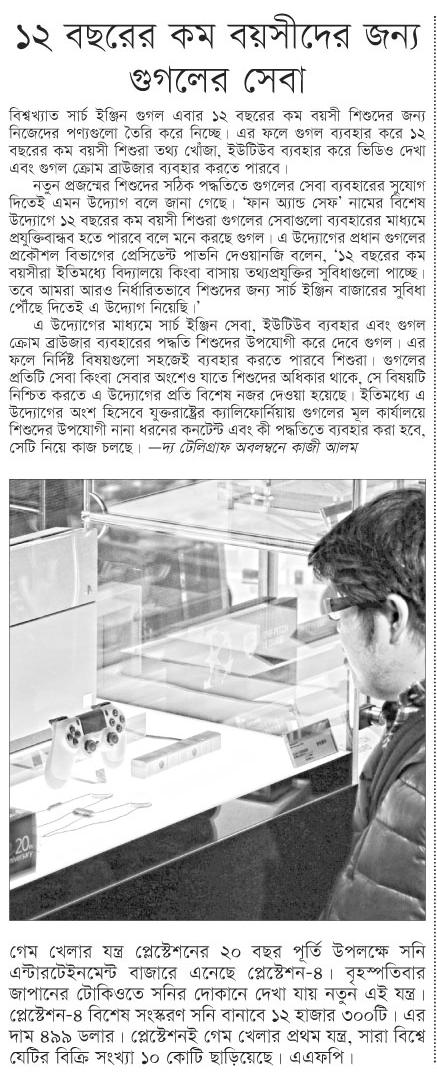 ১২ বছরের কম বয়সীদের জন্য
গুগলের সেবা
বিশ্বখ্যাত সার্চ ইঞ্জিন গুগল এবার ১২ বছরের কম বয়সী শিশুদের জন্য
নিজেদের পণ্যগুলো তৈরি করে নিচ্ছে। এর ফলে গুগল ব্যবহার করে ১২
বছরের কম বয়সী শিশুরা তথ্য খোঁজা, ইউটিউব ব্যবহার করে ভিডিও দেখা
এবং গুগল ক্রোম ব্রাউজার ব্যবহার করতে পারবে।
নতুন প্রজন্মের শিশুদের সঠিক পদ্ধতিতে গুগলের সেবা ব্যবহারের সুযোগ
দিতেই এমন উদ্যোগ বলে জানা গেছে। ‘ফান অ্যান্ড সেফ’ নামের বিশেষ
উদ্যোগে ১২ বছরের কম বয়সী শিশুরা গুগলের সেবাগুলো ব্যবহারের মাধ্যমে
প্রযুক্তিবান্ধব হতে পারবে বলে মনে করছে গুগল। এ উদ্যোগের প্রধান গুগলের
প্রকৌশল বিভাগের প্রেসিডেন্ট পাভনি দেওয়ানজি বলেন, ‘১২ বছরের কম
বয়সীরা ইতিমধ্যে বিদ্যালয়ে কিংবা বাসায় তথ্যপ্রযুক্তির সুবিধাগুলো পাচ্ছে।
তবে আমরা আরও নির্ধারিতভাবে শিশুদের জন্য সার্চ ইঞ্জিন বাজারের সুবিধা
পৌঁছে দিতেই এ উদ্যোগ নিয়েছি।’
এ উদ্যোগের মাধ্যমে সার্চ ইঞ্জিন সেবা, ইউটিউব ব্যবহার এবং গুগল
ক্রোম ব্রাউজার ব্যবহারের পদ্ধতি শিশুদের উপযোগী করে দেবে গুগল। এর
ফলে নির্দিষ্ট বিষয়গুলো সহজেই ব্যবহার করতে পারবে শিশুরা। গুগলের
প্রতিটি সেবা কিংবা সেবার অংশেও যাতে শিশুদের অধিকার থাকে, সে বিষয়টি
নিশ্চিত করতে এ উদ্যোগের প্রতি বিশেষ নজর দেওয়া হয়েছে। ইতিমধ্যে এ
উদ্যোগের অংশ হিসেবে যুক্তরাষ্ট্রের ক্যালিফোর্নিয়ায় গুগলের মূল কার্যালয়ে
শিশুদের উপযোগী নানা ধরনের কনটেন্ট এবং কী পদ্ধতিতে ব্যবহার করা হবে,
সেটি নিয়ে কাজ চলছে। —দ্য টেলিগ্রাফ অবলম্বনে কাজী আলম
20
গেম খেলার যন্ত্র প্লেস্টেশনের ২০ বছর পূর্তি উপলক্ষে সনি
এন্টারটেইনমেন্ট বাজারে এনেছে প্লেস্টেশন-৪। বৃহস্পতিবার
জাপানের টোকিওতে সনির দোকানে দেখা যায় নতুন এই যন্ত্র।
প্লেস্টেশন-৪ বিশেষ সংস্করণ সনি বানাবে ১২ হাজার ৩০০টি। এর
দাম ৪৯৯ ডলার। প্লেস্টেশনই গেম খেলার প্রথম যন্ত্র, সারা বিশ্বে
যেটির বিক্রি সংখ্যা ১০ কোটি ছাড়িয়েছে। এএফপি।